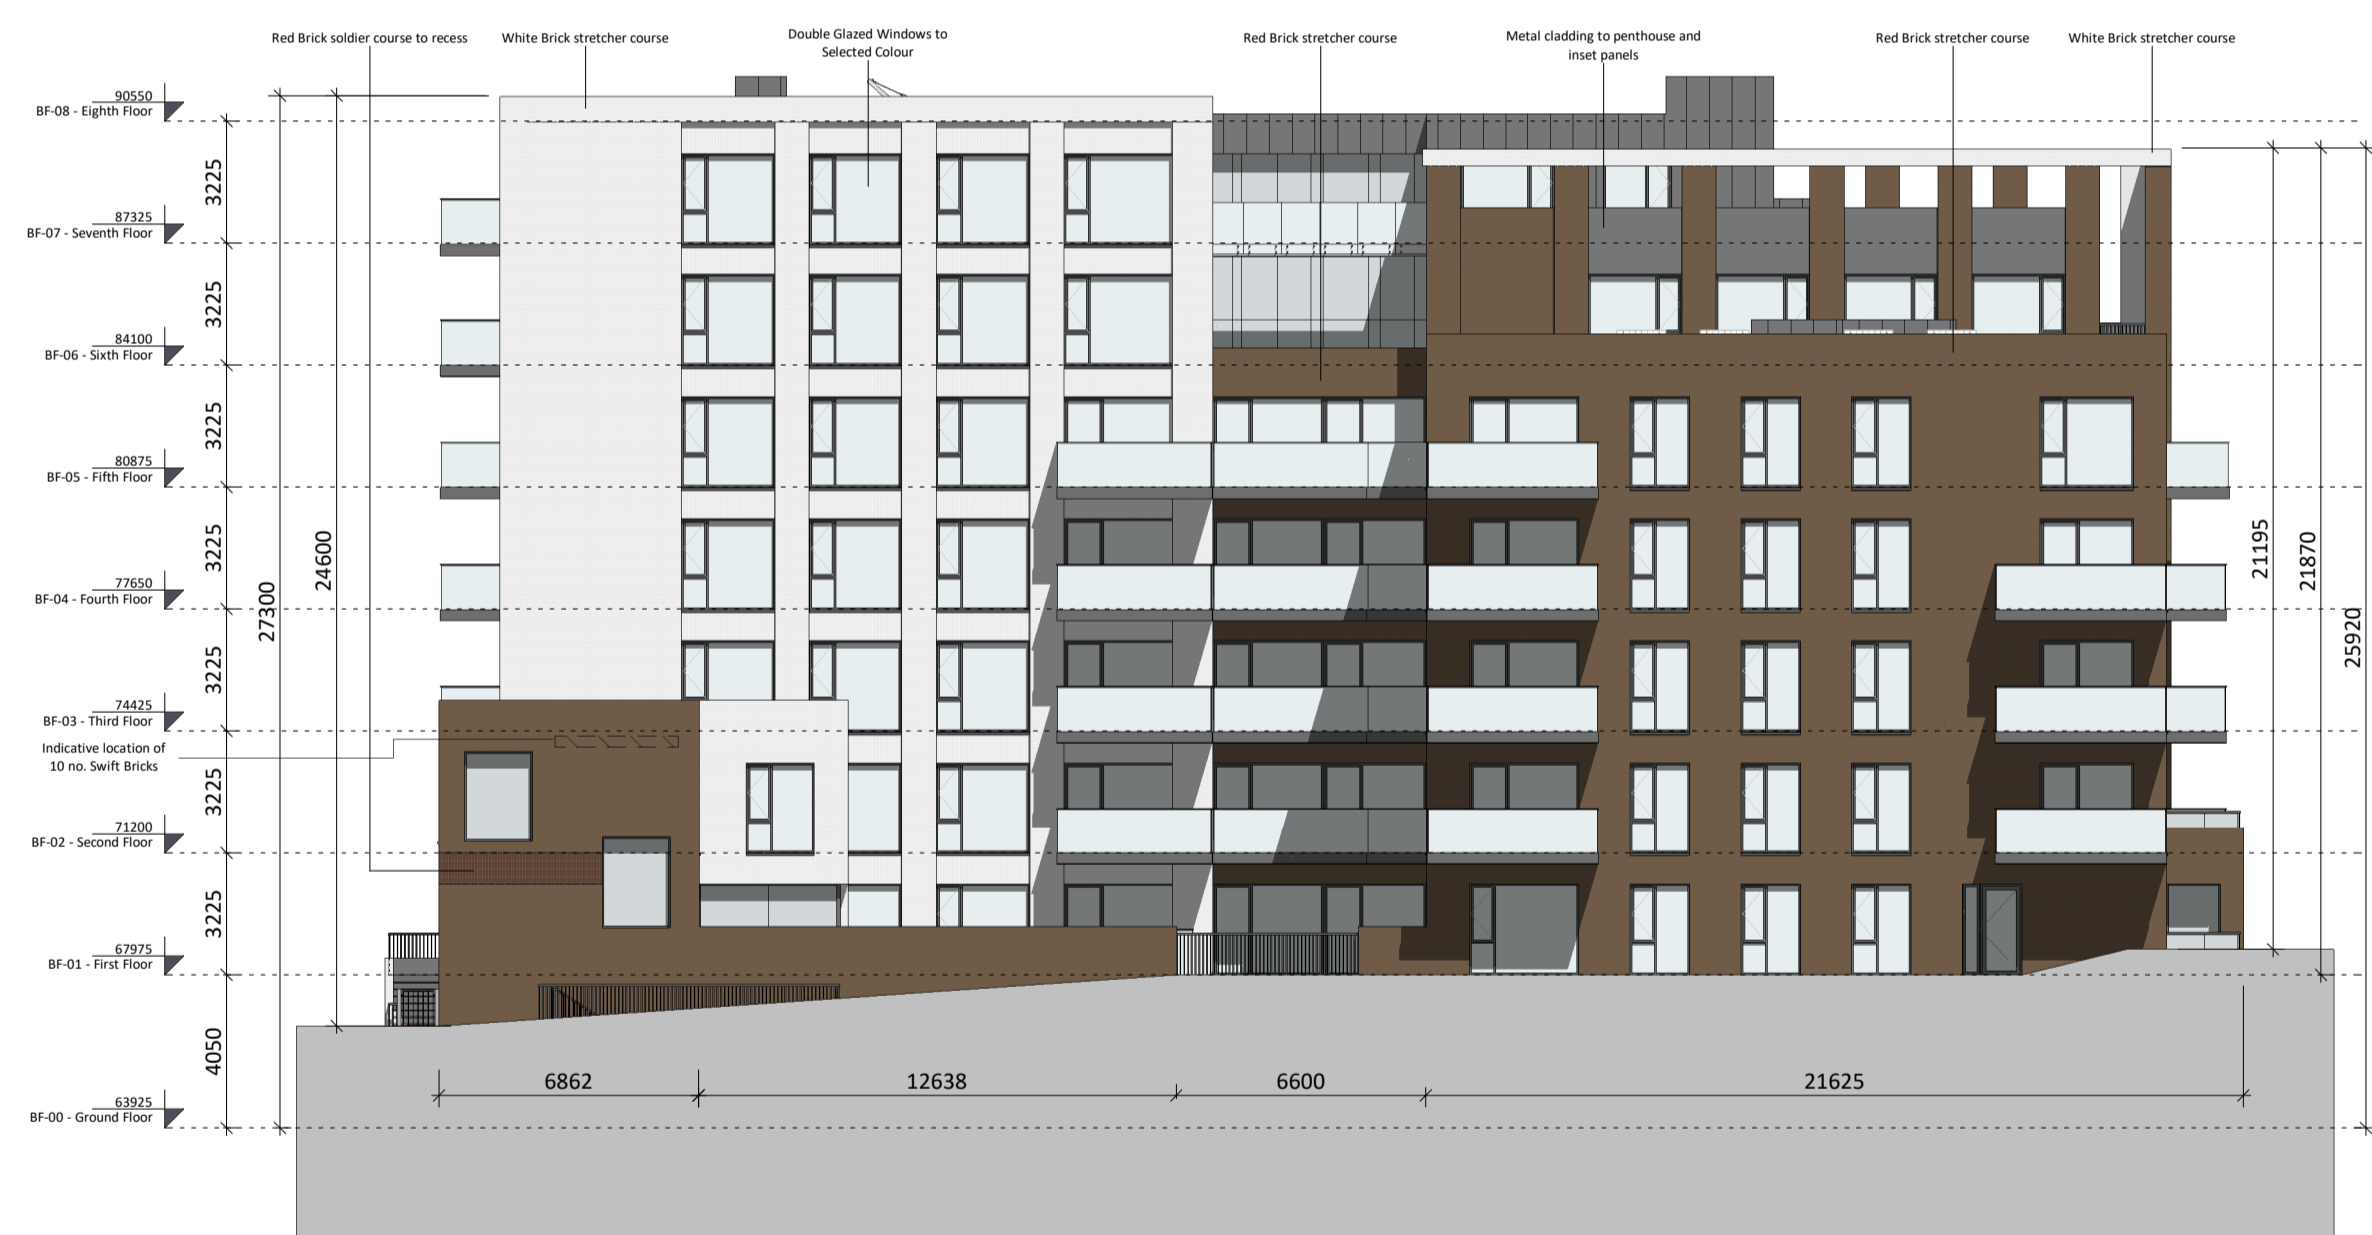 Red Brick soldier course to recess
White Brick stretcher course
Double Glazed Windows to
Selected Colour
Red Brick stretcher course
Metal cladding to penthouse and
inset panels
Red Brick stretcher course
White Brick stretcher course
90550
BF-08 - Eighth Floor
3225
87325
BF-07 - Seventh Floor
3225
84100
BF-06 - Sixth Floor
3225
80875
BF-05 - Fifth Floor
3225
77650
BF-04 - Fourth Floor
3225
74425
BF-03 - Third Floor
Indicative location of
10 no. Swift Bricks
3225
71200
BF-02 - Second Floor
3225
67975
BF-01 - First Floor
4050
63925
BF-00 - Ground Floor
27300
24600
21195
21870
25920
6862
12638
6600
21625